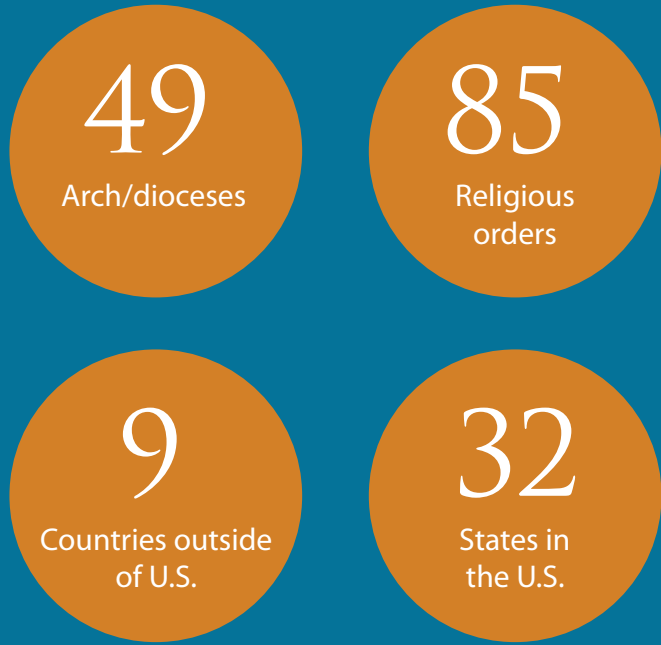 49
Arch/dioceses
85
Religious
orders
9
Countries outside
of U.S.
32
States in
the U.S.